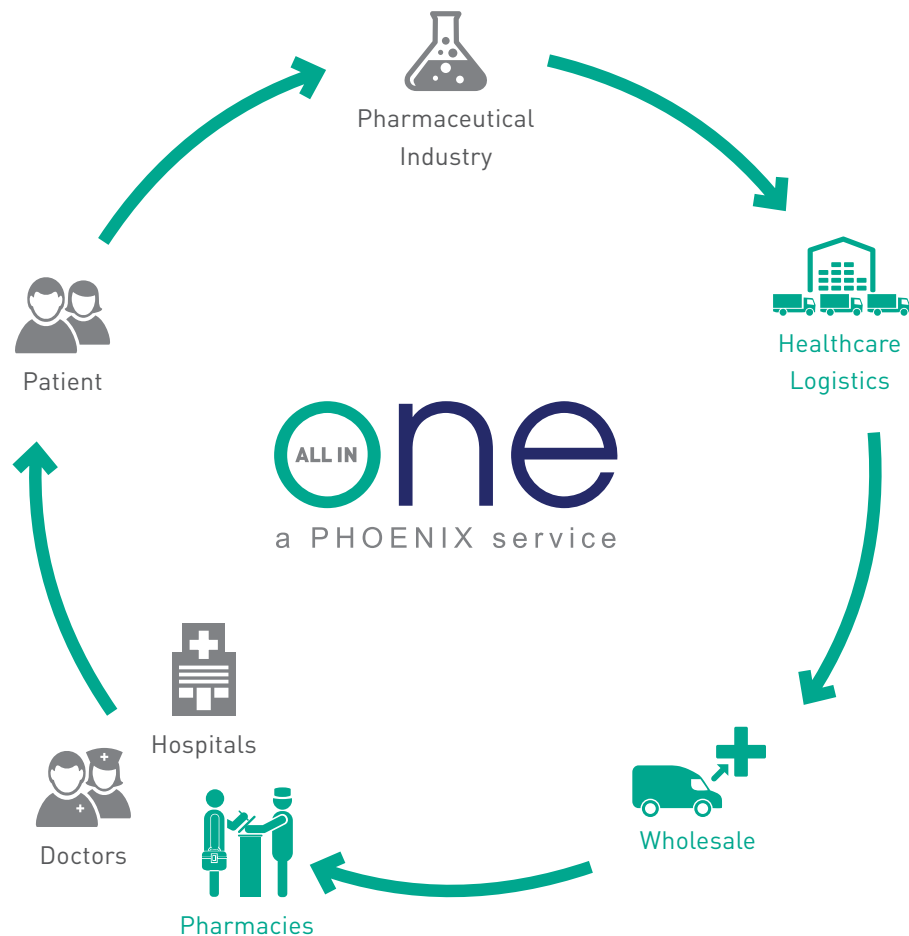 Pharmaceutical
Industry
Healthcare
Logistics
Patient
ALL IN
one
a PHOENIX service
Hospitals
Doctors
Wholesale
Pharmacies